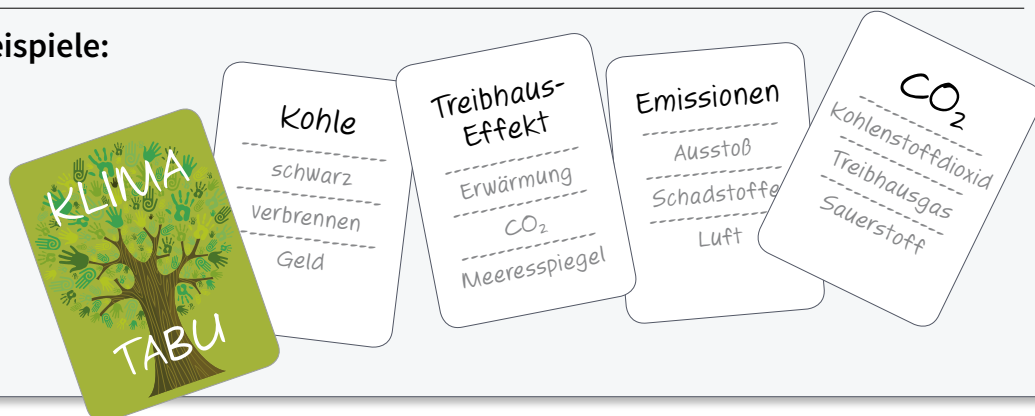 eispiele:
KLIMA
TABU
Kohle
schwarz
verbrennen
Geld
Treibhaus-
Effekt
Erwärmung
CO₂
Meeresspiegel
Emissionen
Ausstoß
Schadstoffe
Luft
CO₂
Kohlenstoffdioxid
Treibhausgas
Sauerstoff